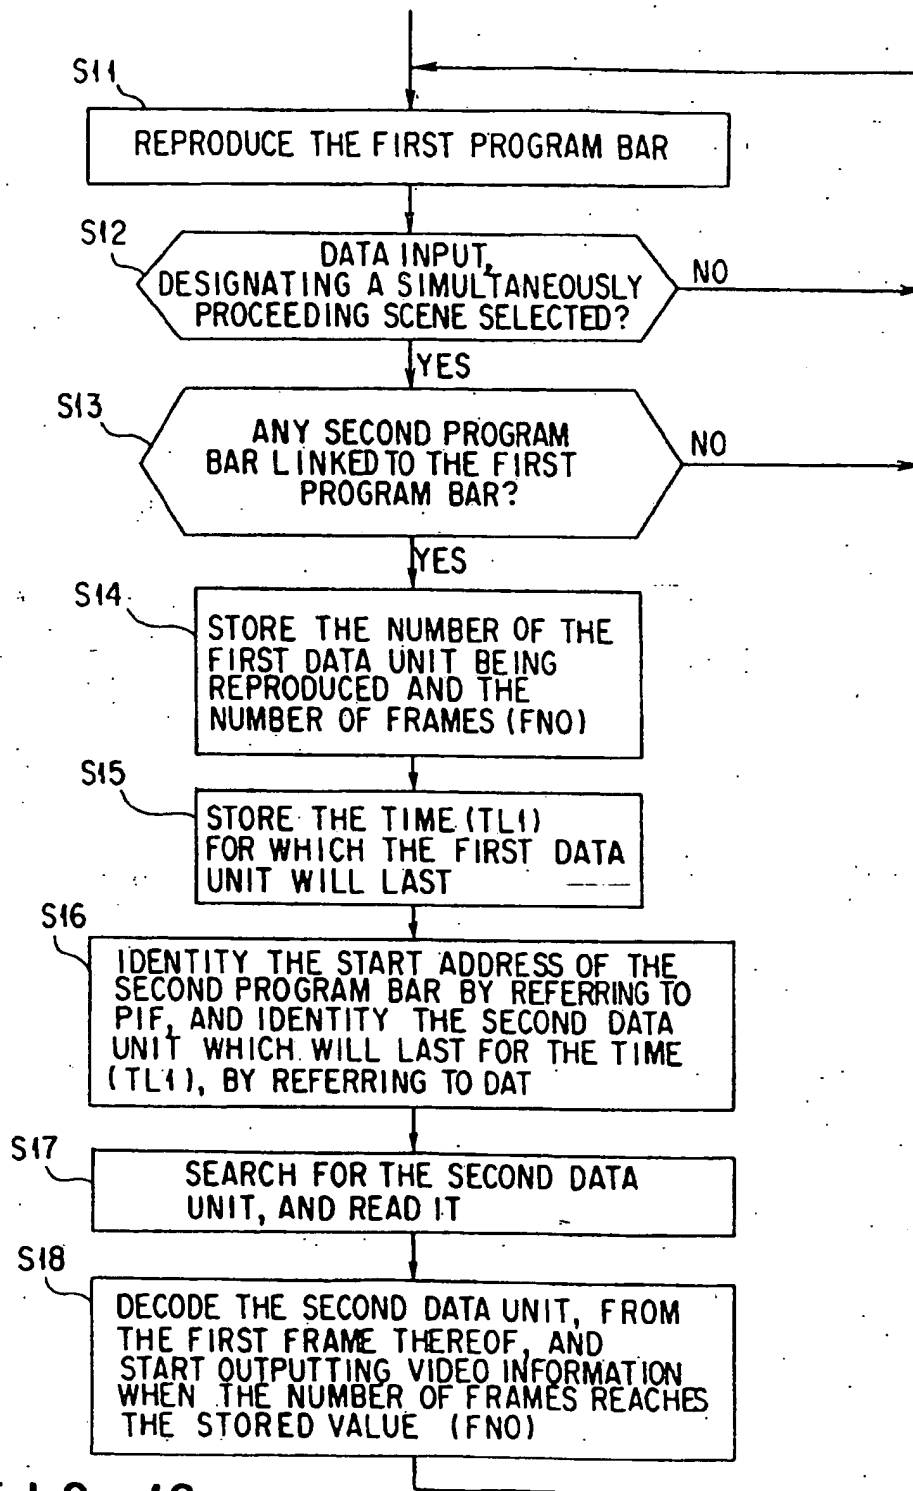 S11
REPRODUCE THE FIRST PROGRAM BAR
S12
DATA INPUT,
DESIGNATING A SIMULTANEOUSLY
PROCEEDING SCENE SELECTED?
NO
YES
S13
ANY SECOND PROGRAM
BAR LINKED TO THE FIRST
PROGRAM BAR?
NO
YES
S14
STORE THE NUMBER OF THE
FIRST DATA UNIT BEING
REPRODUCED AND THE
NUMBER OF FRAMES (FNO)
S15
STORE THE TIME (TL1)
FOR WHICH THE FIRST DATA
UNIT WILL LAST
S16
IDENTITY THE START ADDRESS OF THE
SECOND PROGRAM BAR BY REFERRING TO
PIF, AND IDENTITY THE SECOND DATA
UNIT WHICH WILL LAST FOR THE TIME
(TL1), BY REFERRING TO DAT
S17
SEARCH FOR THE SECOND DATA
UNIT, AND READ IT
S18
DECODE THE SECOND DATA UNIT, FROM
THE FIRST FRAME THEREOF, AND
START OUTPUTTING VIDEO INFORMATION
WHEN THE NUMBER OF FRAMES REACHES
THE STORED VALUE (FNO)